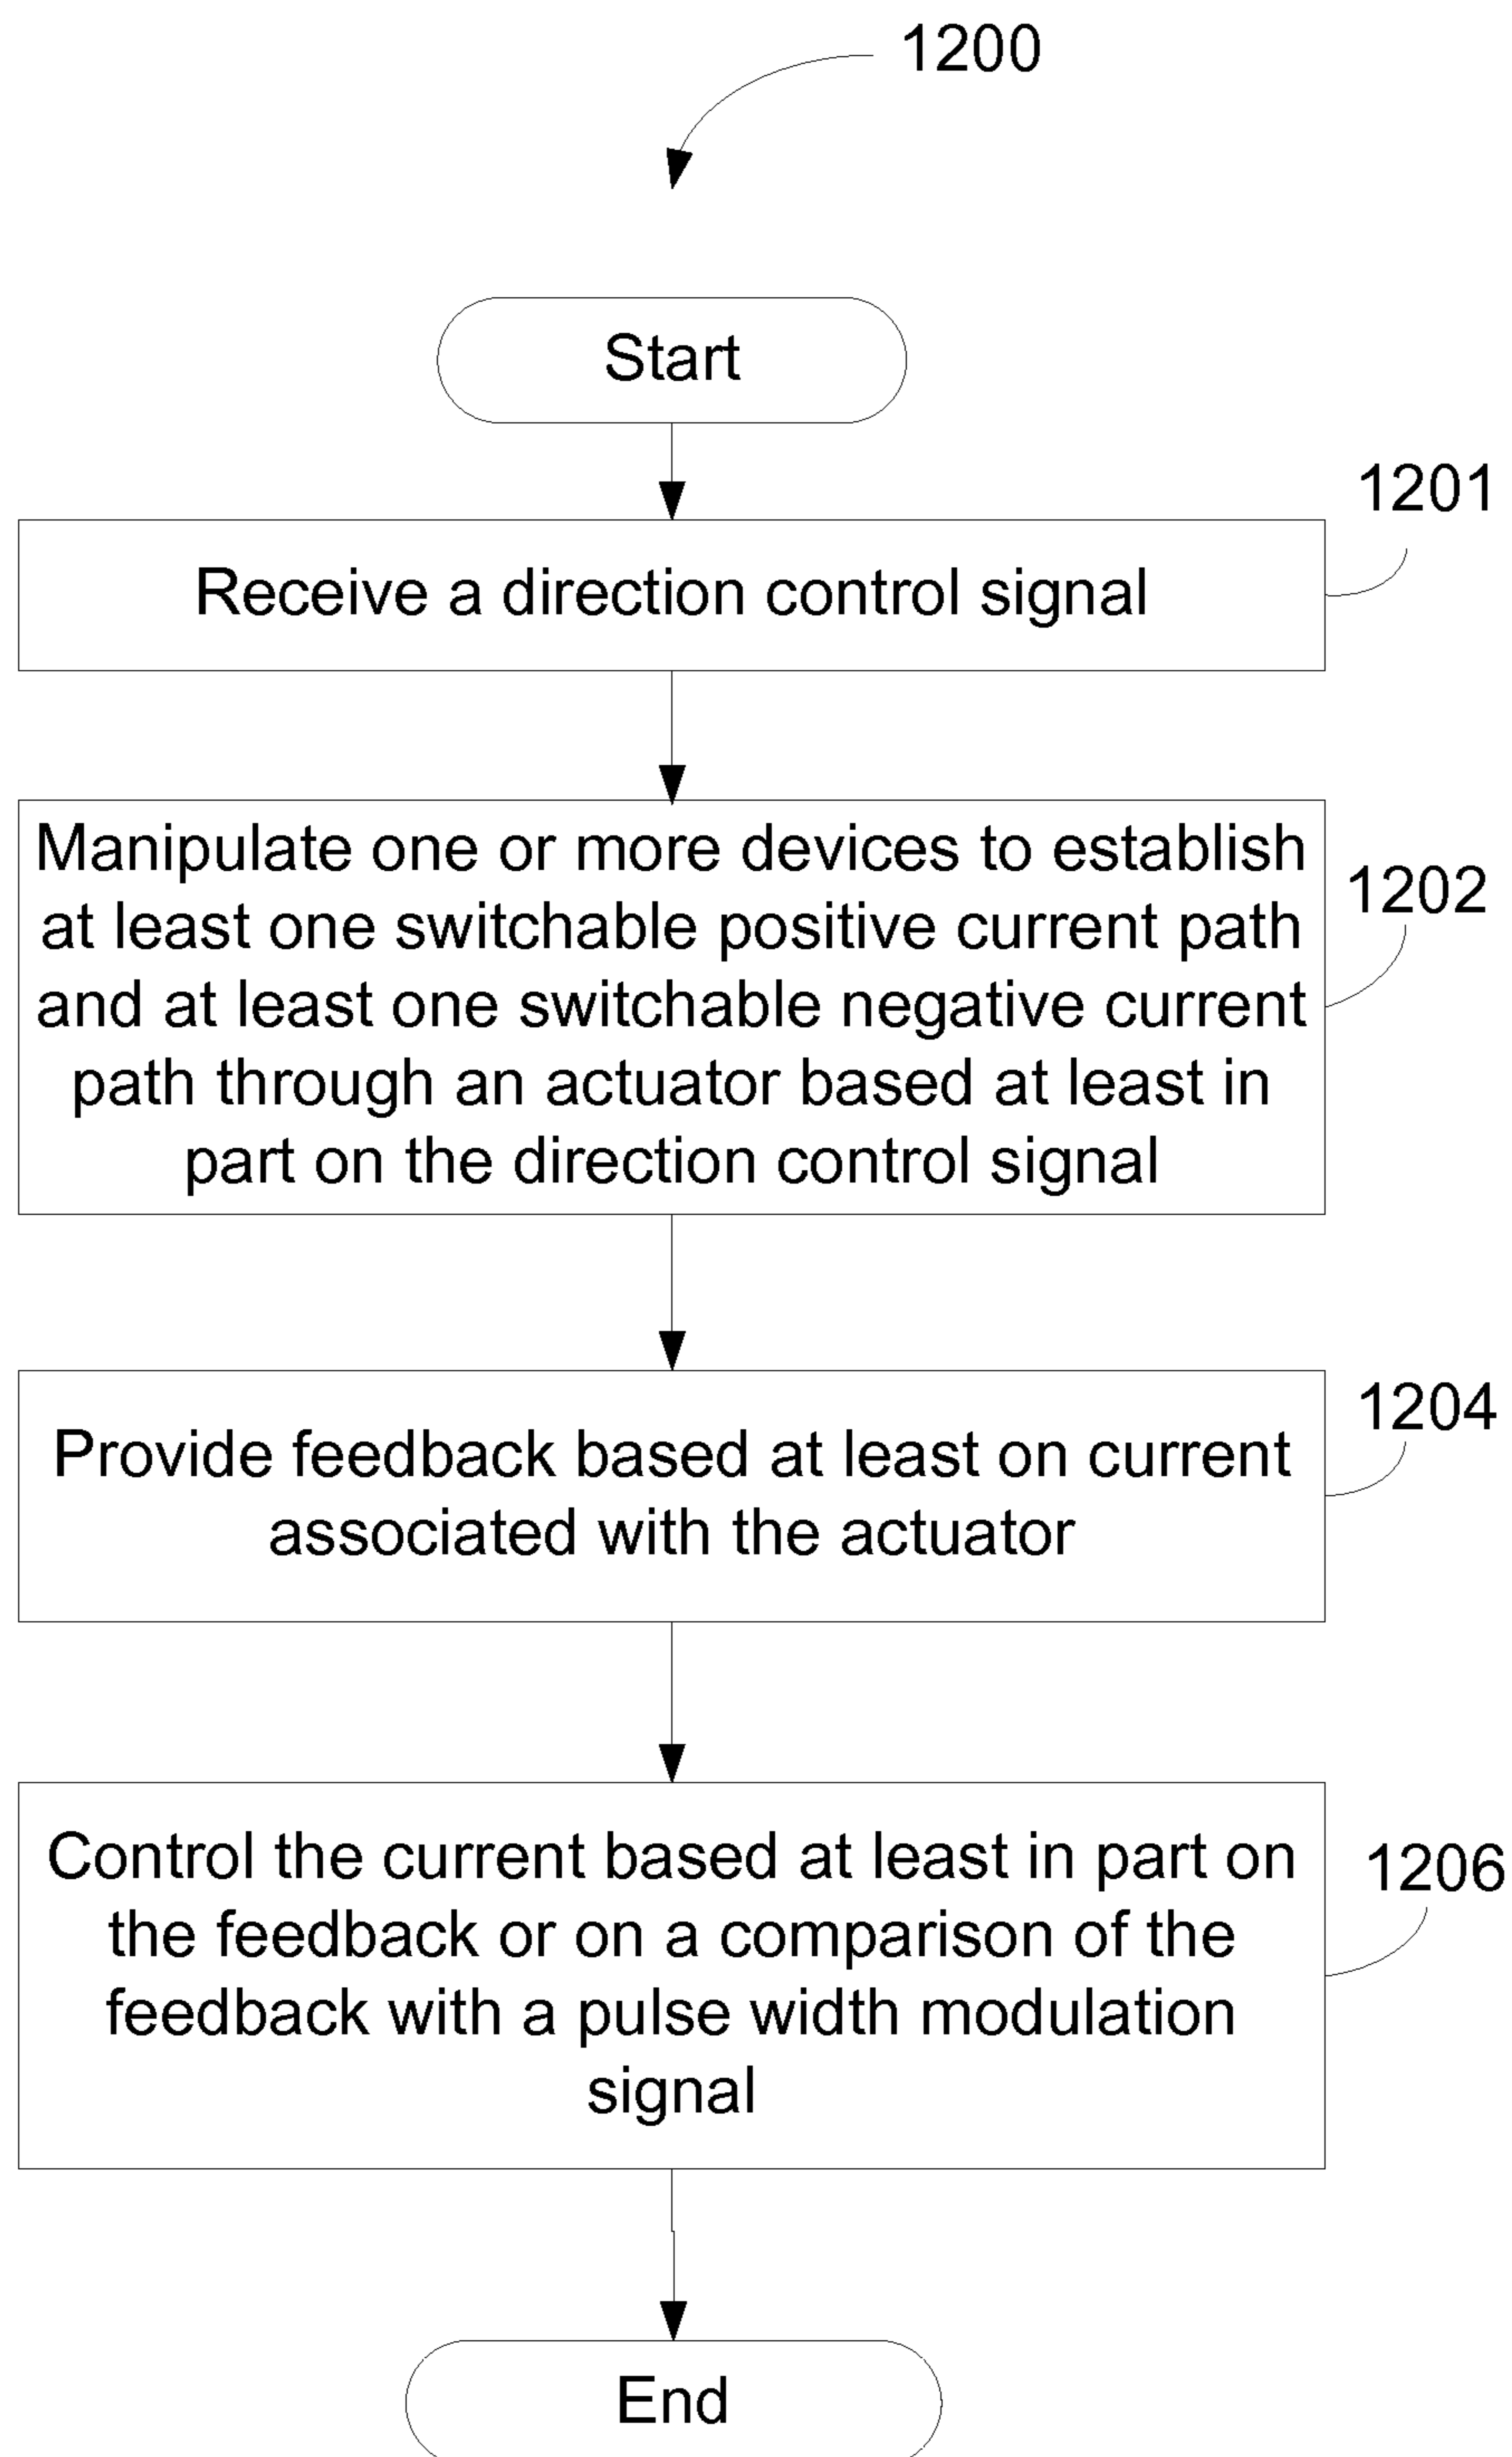 1200
Start
1201
Receive a direction control signal
Manipulate one or more devices to establish
at least one switchable positive current path
and at least one switchable negative current
path through an actuator based at least in
part on the direction control signal
1202
Provide feedback based at least on current
associated with the actuator
1204
Control the current based at least in part on
the feedback or on a comparison of the
feedback with a pulse width modulation
signal
1206
End